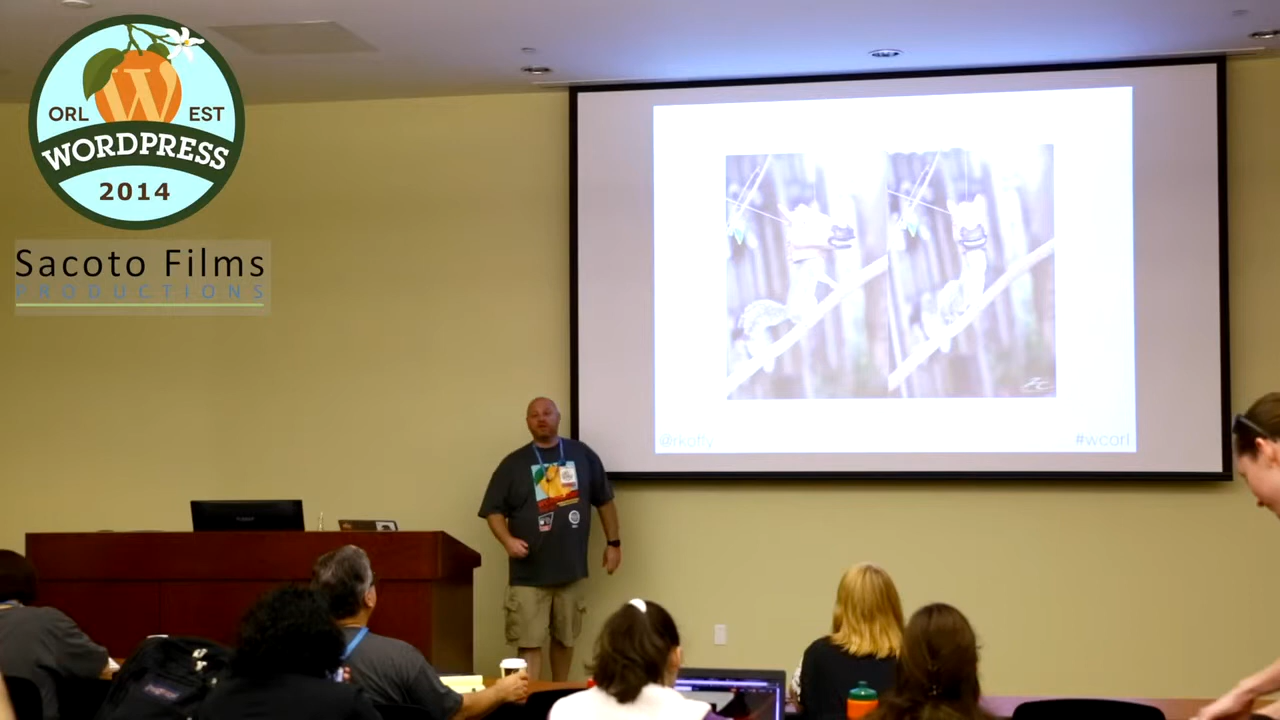 ORL EST
WORDPRESS
2014
Sacoto Films
PRODUCTIONS
@rkoffy
#wcorl